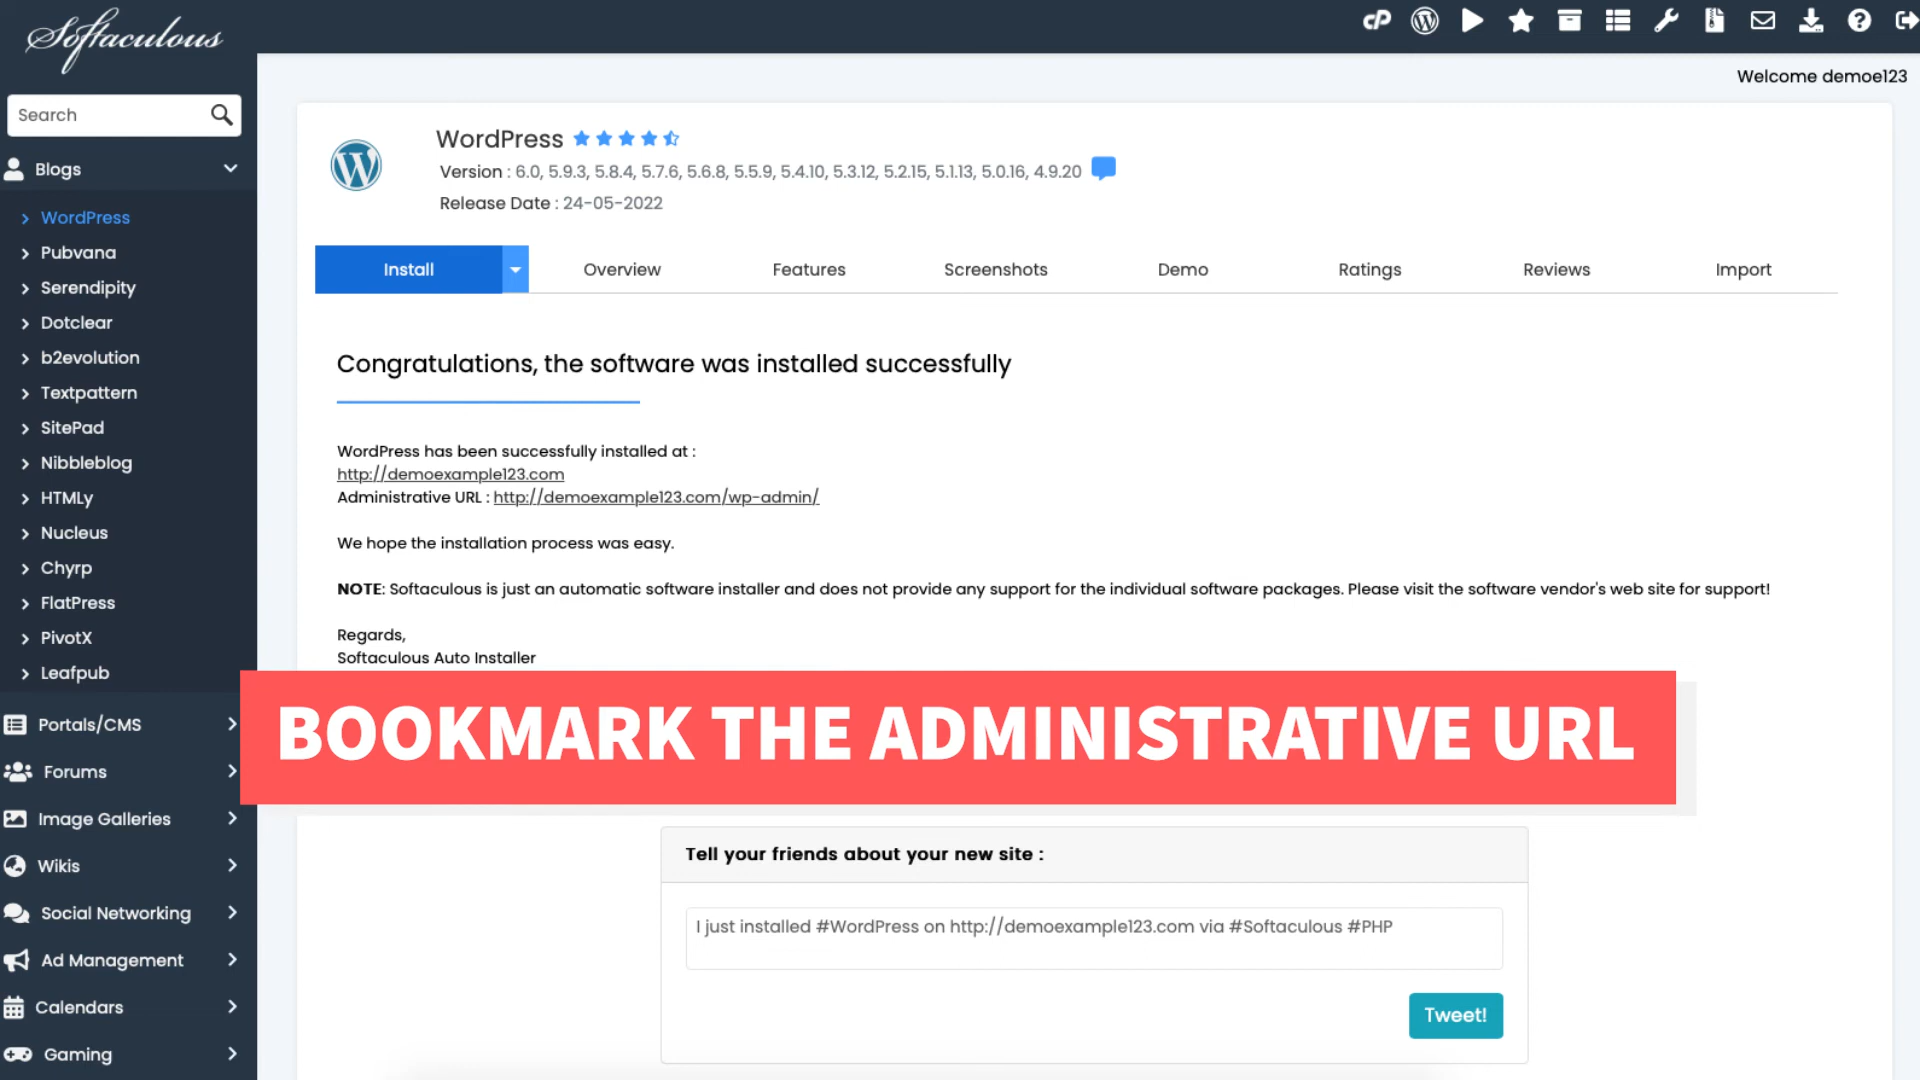 Softaculous
Welcome demoe123
Search
Blogs
WordPress
Pubvana
Serendipity
Dotclear
b2evolution
Textpattern
SitePad
Nibbleblog
HTMLy
Nucleus
Chyrp
FlatPress
PivotX
Leafpub
Portals/CMS
Forums
Image Galleries
Wikis
Social Networking
Ad Management
Calendars
Gaming
WordPress
Version : 6.0, 5.9.3, 5.8.4, 5.7.6, 5.6.8, 5.5.9, 5.4.10, 5.3.12, 5.2.15, 5.1.13, 5.0.16, 4.9.20
Release Date : 24-05-2022
Install Overview Features Screenshots Demo Ratings Reviews Import
Congratulations, the software was installed successfully
WordPress has been successfully installed at :
http://demoexample123.com
Administrative URL : http://demoexample123.com/wp-admin/
We hope the installation process was easy.
NOTE: Softaculous is just an automatic software installer and does not provide any support for the individual software packages. Please visit the software vendor's web site for support!
Regards,
Softaculous Auto Installer
BOOKMARK THE ADMINISTRATIVE URL
Tell your friends about your new site :
I just installed #WordPress on http://demoexample123.com via #Softaculous #PHP
Tweet!